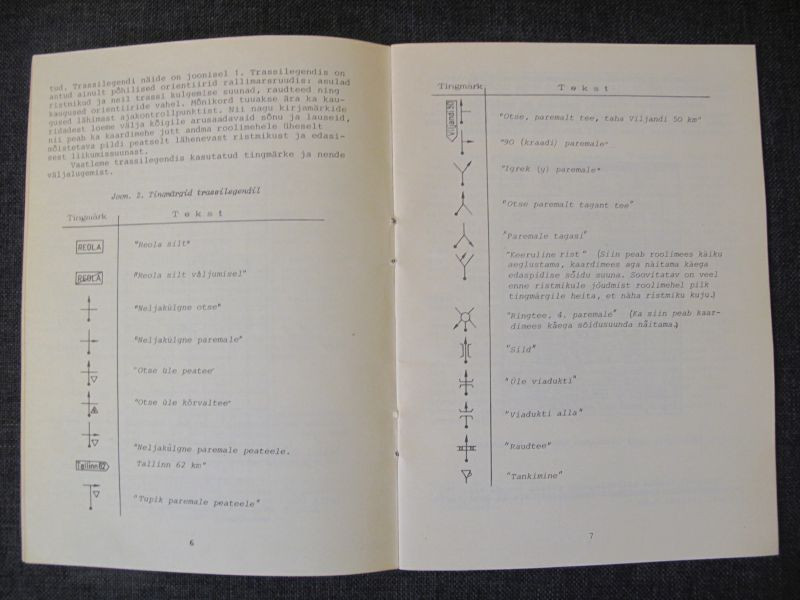 tud. Trassilegendi näide on joonisel 1. Trassilegendis on
antud ainult põhilised orientiirid rallimarsruudis: asulad
ristmikud ja neil trassi kulgemise suunad, raudteed ning
kaugused orientiiride vahel. Mõnikord tuuakse ära ka kau-
gused lähimast ajakontrollpunktist. Nii nagu kirjamärkide
ridadest loeme välja kõigile arusaadavaid sõnu ja lauseid,
nii peab ka kaardimehe jutt andma roolimehele üheselt
mõistetava pildi peatselt lähenevast ristmikust ja edasi-
sest liikumissuunast.
Vaatleme trassilegendis kasutatud tingmärke ja nende
väljalugemist.
Joon. 2. Tingmärgid trassilegendil
Tingmärk Tekst
REOLA "Reola silt"
REOLA "Reola silt väljumisel"
"Neljakülgne otse"
"Neljakülgne paremale"
"Otse üle peatee"
"Otse üle kõrvaltee"
"Neljakülgne paremale peateele.
Tallinn 62 Tallinn 62 km"
"Tupik paremale peateele"
6
Tingmärk Tekst
Viljandi 50 "Otse, paremalt tee, taha Viljandi 50 km"
"90 (kraadi) paremale"
"Igrek (y) paremale"
"Otse paremalt tagant tee"
"Paremale tagasi"
"Keeruline rist" (Siin peab roolimees käiku
aeglustama, kaardimees aga näitama käega
edaspidise sõidu suuna. Soovitatav on veel
enne ristmikule jõudmist roolimehel pilk
tingmärgile heita, et näha ristmiku kuju.)
"Ringtee, 4. paremale" (Ka siin peab kaar-
dimees käega sõidusuunda näitama.)
"Sild"
"Üle viadukti"
"Viadukti alla"
"Raudtee"
"Tankimine"
7